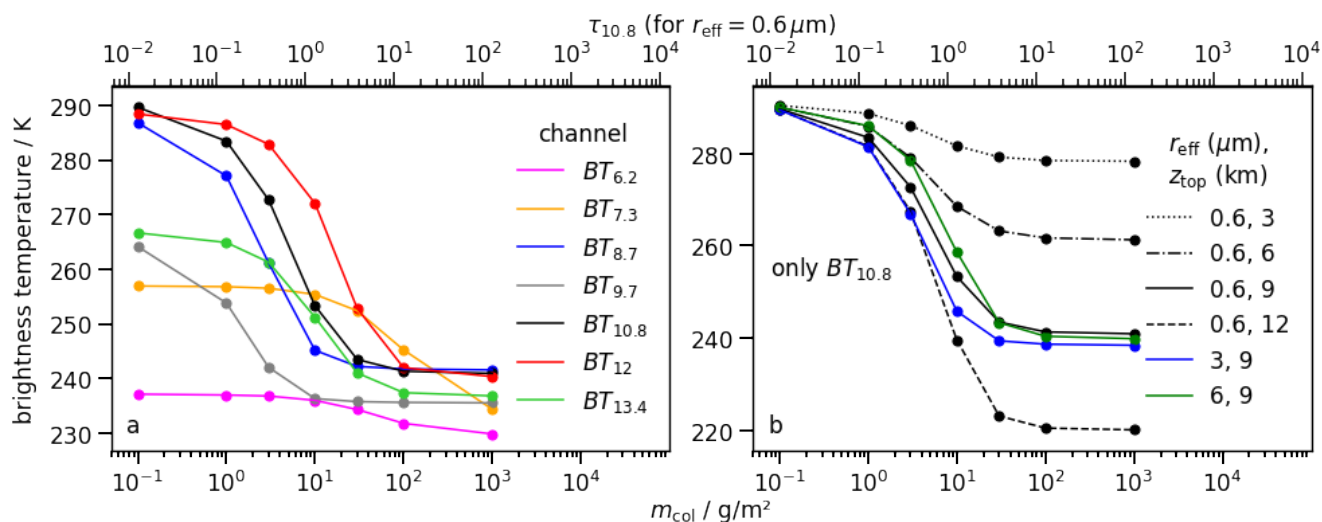 τ₁₀.₈ (for r_eff = 0.6 μm)
10⁻² 10⁻¹ 10⁰ 10¹ 10² 10³ 10⁴
10⁻² 10⁻¹ 10⁰ 10¹ 10² 10³ 10⁴
brightness temperature / K
290
280
270
260
250
240
230
channel
BT₆.₂
BT₇.₃
BT₈.₇
BT₉.₇
BT₁₀.₈
BT₁₂
BT₁₃.₄
a
10⁻¹ 10⁰ 10¹ 10² 10³ 10⁴
280
260
240
220
only BT₁₀.₈
r_eff (μm),
z_top (km)
0.6, 3
0.6, 6
0.6, 9
0.6, 12
3, 9
6, 9
b
10⁻¹ 10⁰ 10¹ 10² 10³ 10⁴
m_col / g/m²